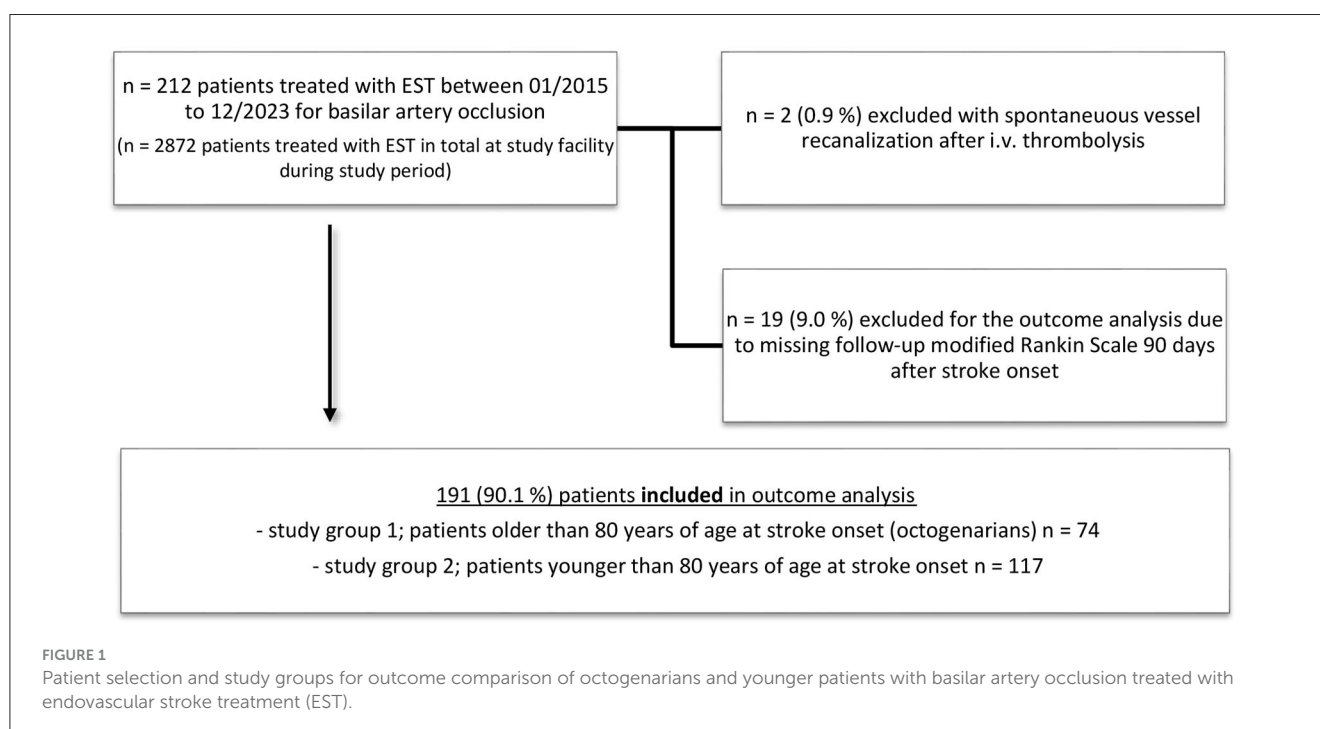 n = 212 patients treated with EST between 01/2015
to 12/2023 for basilar artery occlusion
(n = 2872 patients treated with EST in total at study facility
during study period)
n = 2 (0.9 %) excluded with spontaneuous vessel
recanalization after i.v. thrombolysis
n = 19 (9.0 %) excluded for the outcome analysis due
to missing follow-up modified Rankin Scale 90 days
after stroke onset
191 (90.1 %) patients included in outcome analysis
- study group 1; patients older than 80 years of age at stroke onset (octogenarians) n = 74
- study group 2; patients younger than 80 years of age at stroke onset n = 117
FIGURE 1
Patient selection and study groups for outcome comparison of octogenarians and younger patients with basilar artery occlusion treated with
endovascular stroke treatment (EST).